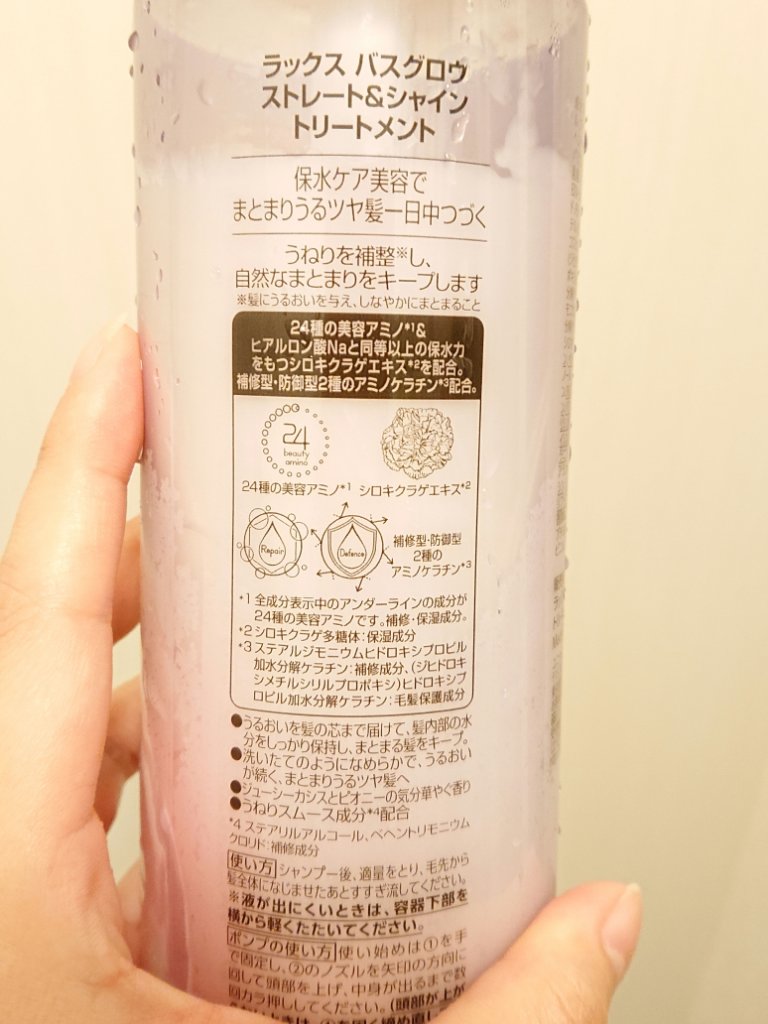 ラックス バスグロウ
ストレート&シャイン
トリートメント
保水ケア美容で
まとまりうるツヤ髪一日中つづく
うねりを補整※し、
自然なまとまりをキープします
※髪にうるおいを与え、しなやかにまとまること
24種の美容アミノ*1&
ヒアルロン酸Naと同等以上の保水力
をもつシロキクラゲエキス*2を配合。
補修型・防御型2種のアミノケラチン*3配合。
24
beauty
amino
24種の美容アミノ*1 シロキクラゲエキス*2
Repair
Defence
補修型・防御型
2種の
アミノケラチン*3
*1 全成分表示中のアンダーラインの成分が
24種の美容アミノです。補修・保湿成分。
*2 シロキクラゲ多糖体:保湿成分
*3 ステアルジモニウムヒドロキシプロピル
加水分解ケラチン:補修成分、(ジヒドロキ
シメチルシリルプロポキシ)ヒドロキシプ
ロピル加水分解ケラチン:毛髪保護成分
●うるおいを髪の芯まで届けて、髪内部の水
分をしっかり保持し、まとまる髪をキープ。
●洗いたてのようになめらかで、うるおい
が続く、まとまりうるツヤ髪へ
●ジューシーカシスとピオニーの気分華やぐ香り
●うねりスムース成分*4配合
*4 ステアリルアルコール、ベヘントリモニウム
クロリド:補修成分
使い方 シャンプー後、適量をとり、毛先から
髪全体になじませたあとすすぎ流してください。
※液が出にくいときは、容器下部を
横から軽くたたいてください。
ポンプの使い方 使い始めは①を手
で固定し、②のノズルを矢印の方向に
回して頭部を上げ、中身が出るまで数
回カラ押ししてください。(頭部が上が